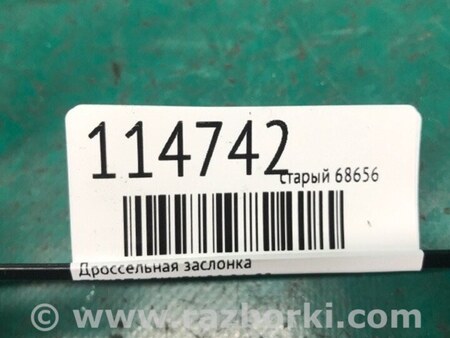 114742
старый 68656
Дроссельная заслонка
© www.razborki.com